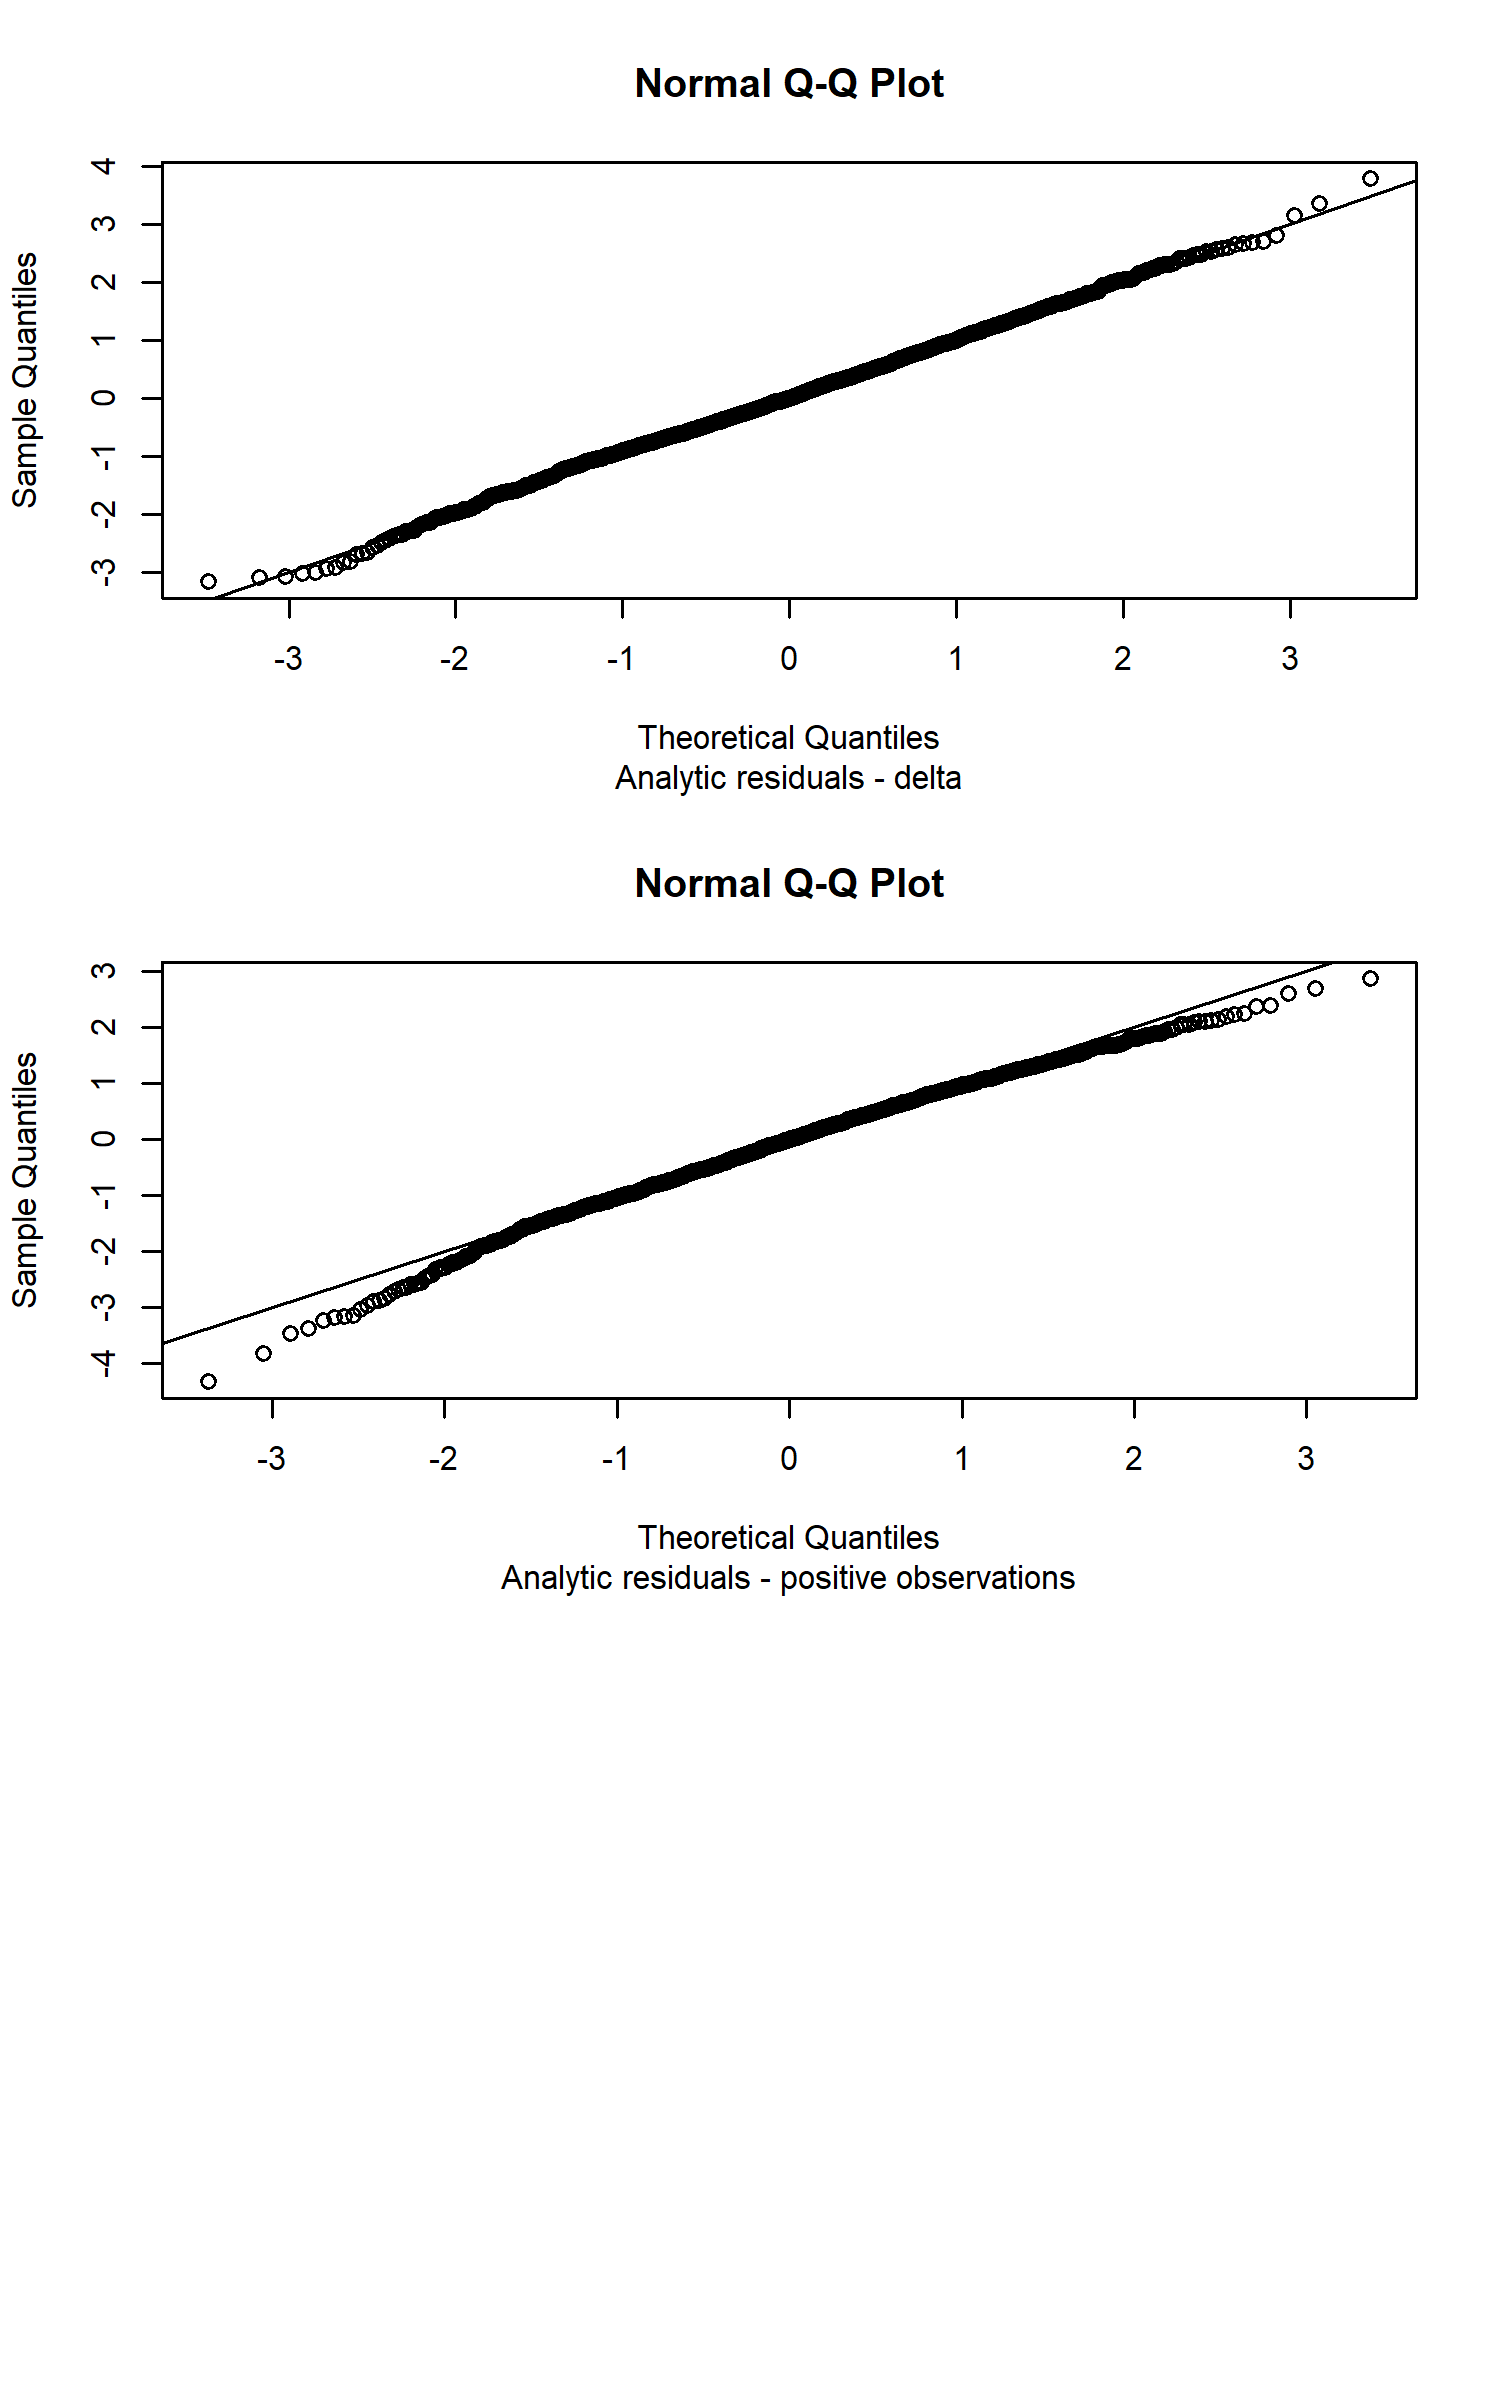 Normal Q-Q Plot
Sample Quantiles
4
3
2
1
0
-1
-2
-3
-3 -2 -1 0 1 2 3
Theoretical Quantiles
Analytic residuals - delta
Normal Q-Q Plot
Sample Quantiles
3
2
1
0
-1
-2
-3
-4
-3 -2 -1 0 1 2 3
Theoretical Quantiles
Analytic residuals - positive observations